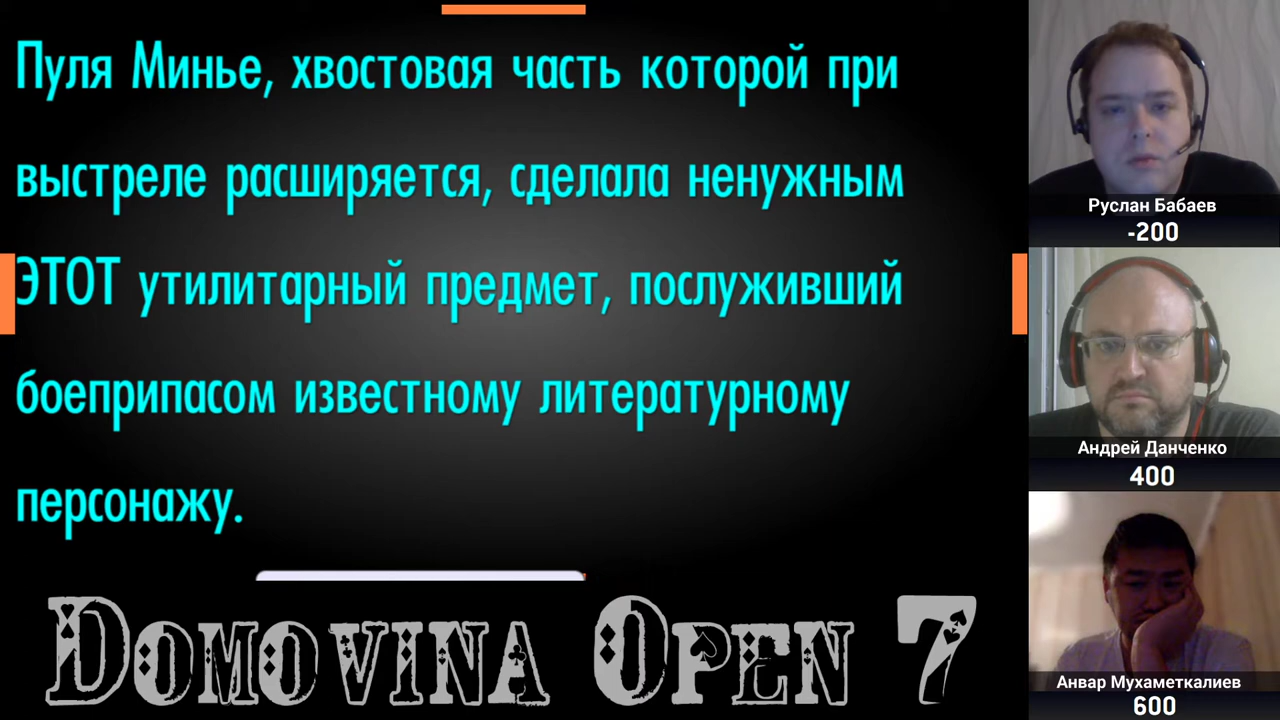 Пуля Минье, хвостовая часть которой при
выстреле расширяется, сделала ненужным
ЭТОТ утилитарный предмет, послуживший
боеприпасом известному литературному
персонажу.
DOMOVINA OPEN 7
Руслан Бабаев
-200
Андрей Данченко
400
Анвар Мухаметкалиев
600